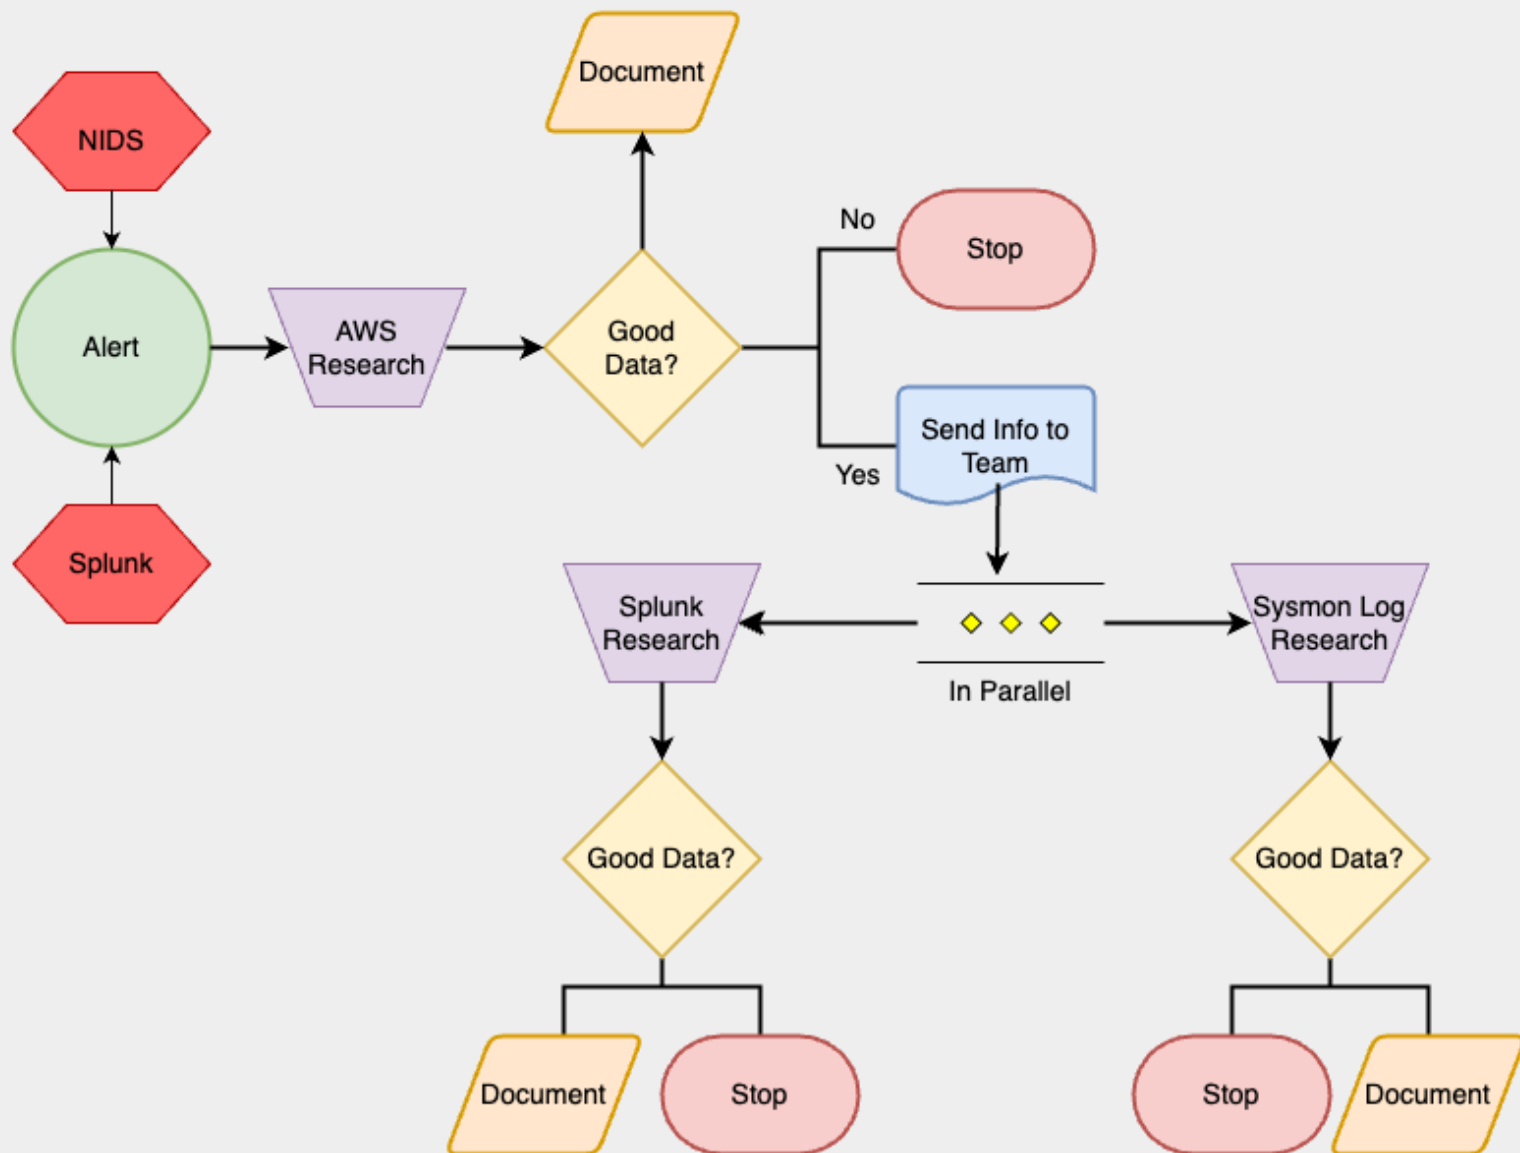 Document
NIDS
No
Stop
Alert
AWS
Research
Good
Data?
Send Info to
Team
Yes
Splunk
Splunk
Research
Sysmon Log
Research
In Parallel
Good Data?
Good Data?
Document
Stop
Stop
Document